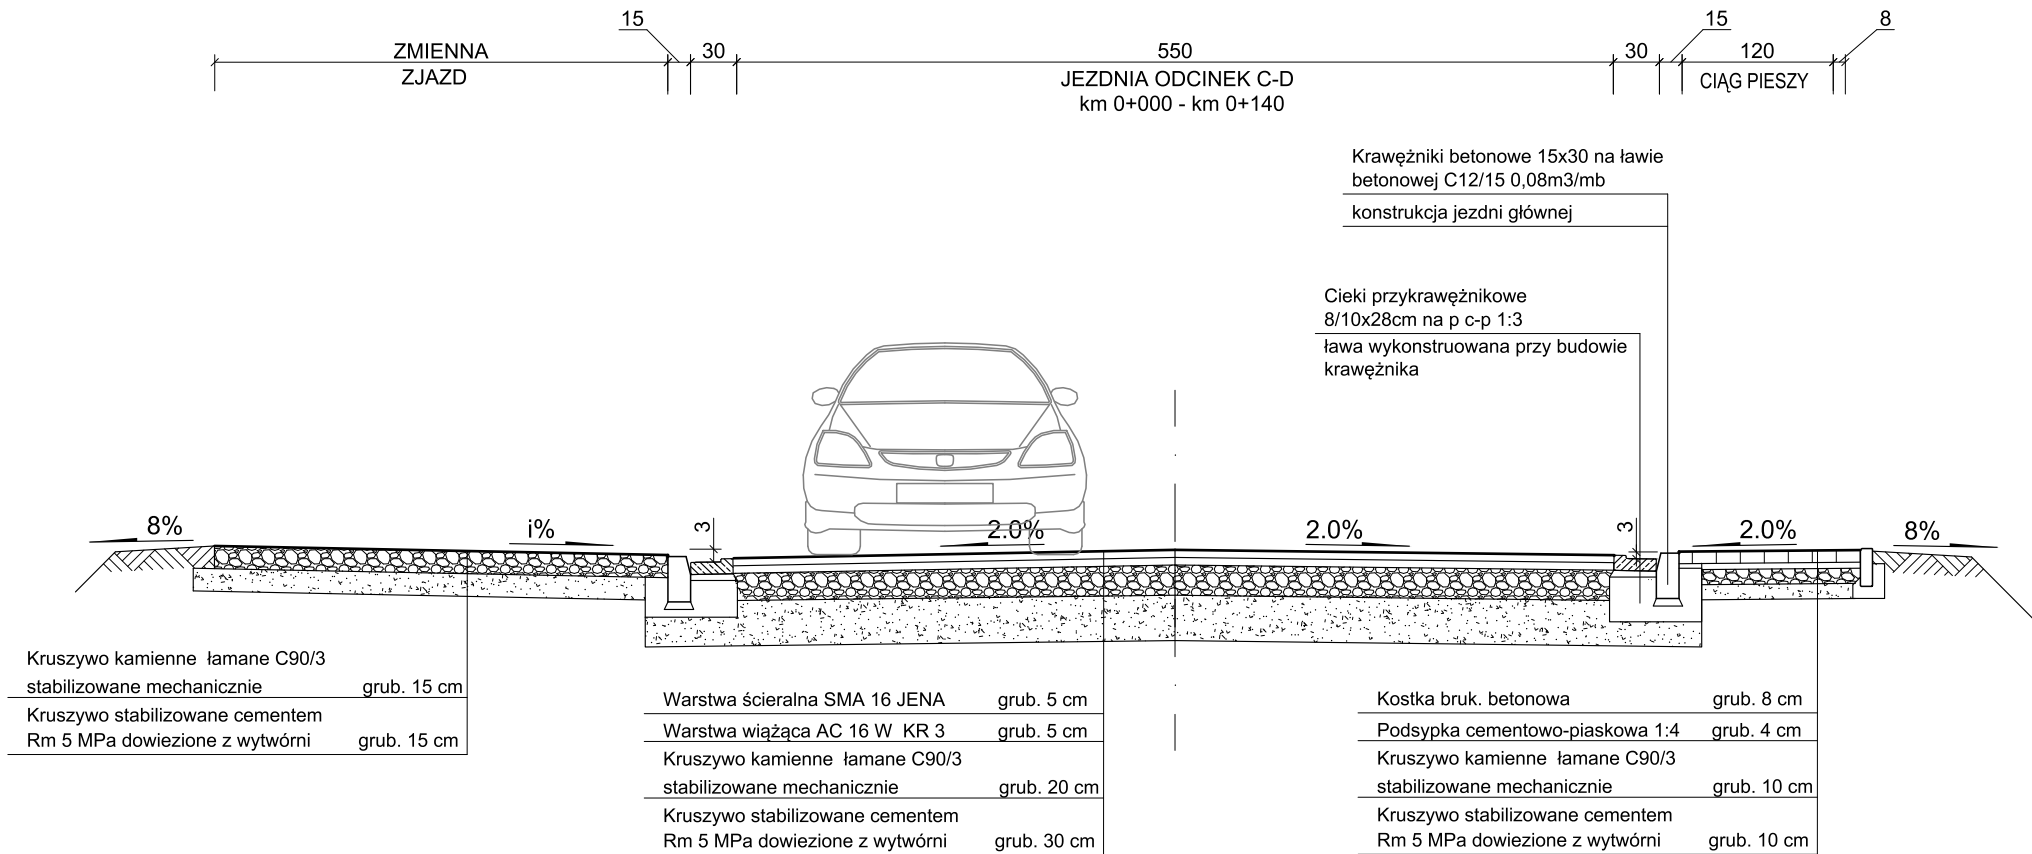 15
15
8
ZMIENNA
30
550
30
120
ZJAZD
JEZDNIA ODCINEK C-D
CIĄG PIESZY
km 0+000 - km 0+140
Krawężniki betonowe 15x30 na ławie
betonowej C12/15 0,08m3/mb
konstrukcja jezdni głównej
Cieki przykrawężnikowe
8/10x28cm na p c-p 1:3
ława wykonstruowana przy budowie
krawężnika
8%
i%
3
2.0%
2.0%
3
2.0%
8%
Kruszywo kamienne łamane C90/3
stabilizowane mechanicznie grub. 15 cm
Kruszywo stabilizowane cementem
Rm 5 MPa dowiezione z wytwórni grub. 15 cm
Warstwa ścieralna SMA 16 JENA grub. 5 cm
Warstwa wiążąca AC 16 W KR 3 grub. 5 cm
Kruszywo kamienne łamane C90/3
stabilizowane mechanicznie grub. 20 cm
Kruszywo stabilizowane cementem
Rm 5 MPa dowiezione z wytwórni grub. 30 cm
Kostka bruk. betonowa grub. 8 cm
Podsypka cementowo-piaskowa 1:4 grub. 4 cm
Kruszywo kamienne łamane C90/3
stabilizowane mechanicznie grub. 10 cm
Kruszywo stabilizowane cementem
Rm 5 MPa dowiezione z wytwórni grub. 10 cm